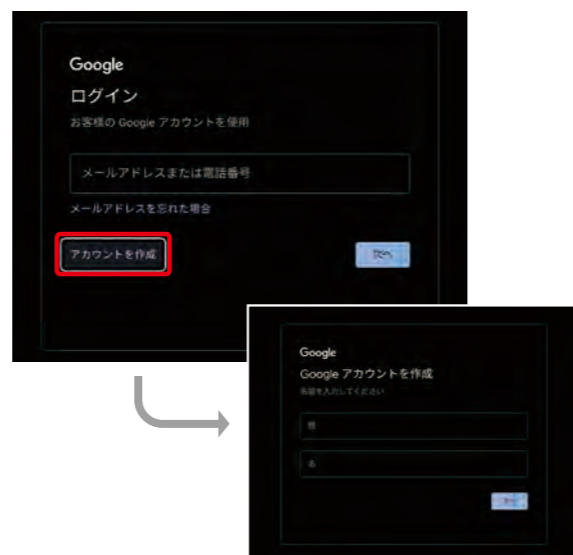 Google
ログイン
お客様の Google アカウントを使用
メールアドレスまたは電話番号
メールアドレスを忘れた場合
アカウントを作成
次へ
Google
Google アカウントを作成
名前を入力してください
姓
名
次へ